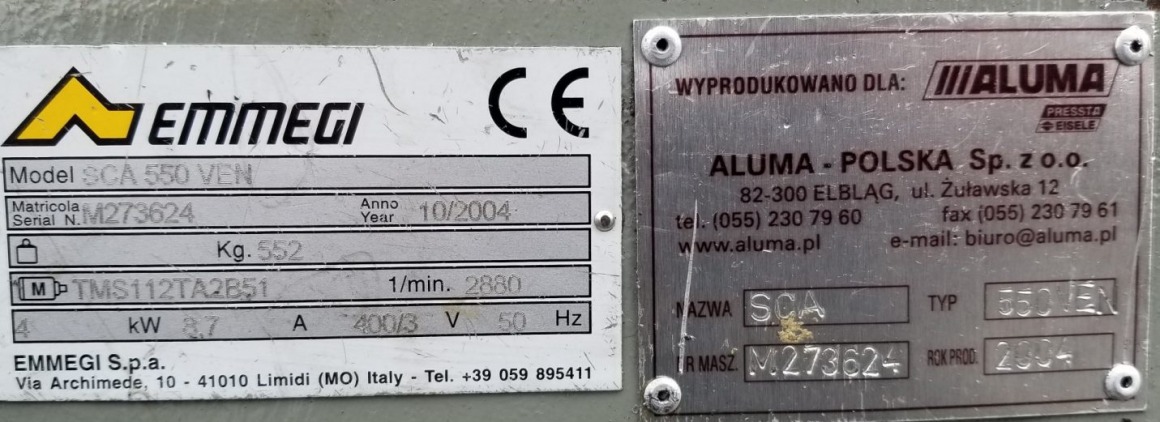 EMMEGI
CE
Model SCA 550 VEN
Matricola
Serial N. M273624 Anno
Year 10/2004
Kg. 552
M TMS112TA2B51 1/min. 2880
4 kW 8,7 A 400/3 V 50 Hz
EMMEGI S.p.a.
Via Archimede, 10 - 41010 Limidi (MO) Italy - Tel. +39 059 895411
WYPRODUKOWANO DLA: ALUMA
PRESSTA
EISELE
ALUMA - POLSKA Sp. z o.o.
82-300 ELBLĄG, ul. Żuławska 12
tel. (055) 230 79 60 fax (055) 230 79 61
www.aluma.pl e-mail: biuro@aluma.pl
NAZWA SCA TYP 550VEN
NR MASZ. M273624 ROK PROD. 2004